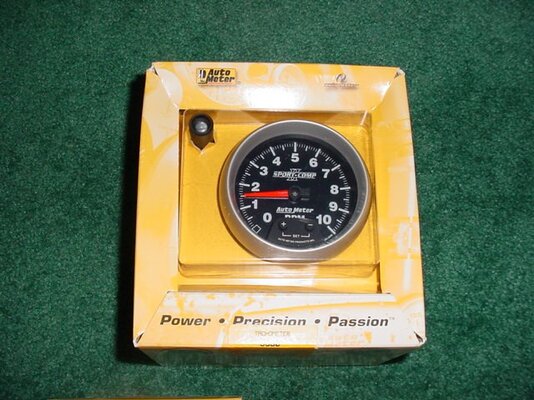 Auto
Meter
0 1 2 3 4 5 6 7 8 9 10
SPORT-COMP
Auto Meter
RPM
+ -
SET
Power • Precision • Passion™
TACHOMETER